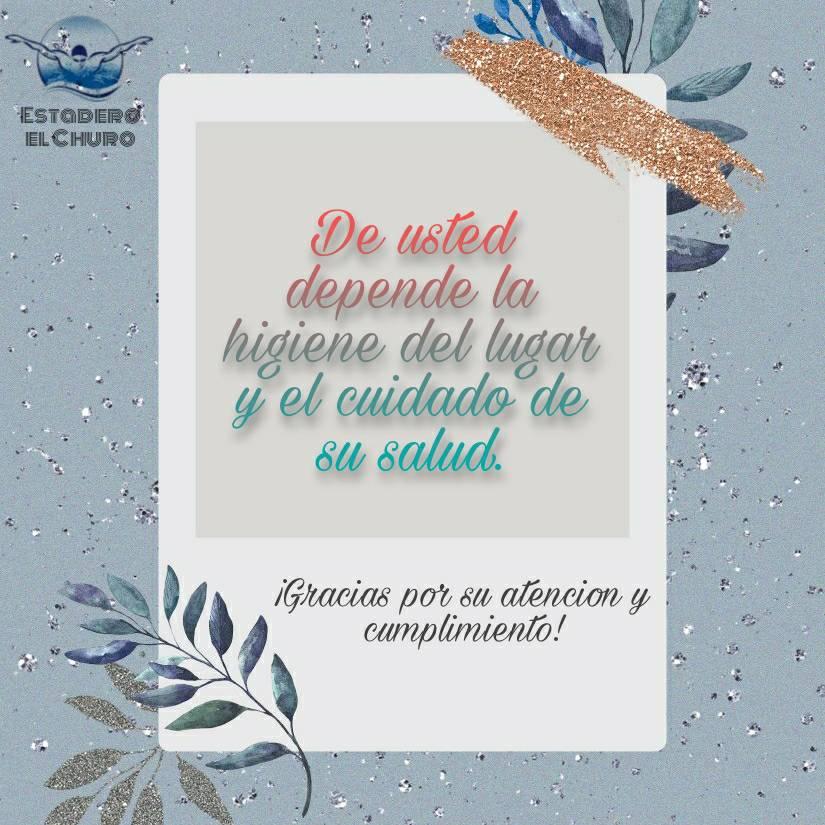 ESTADERO
EL CHURO
De usted
depende la
higiene del lugar
y el cuidado de
su salud.
¡Gracias por su atencion y
cumplimiento!